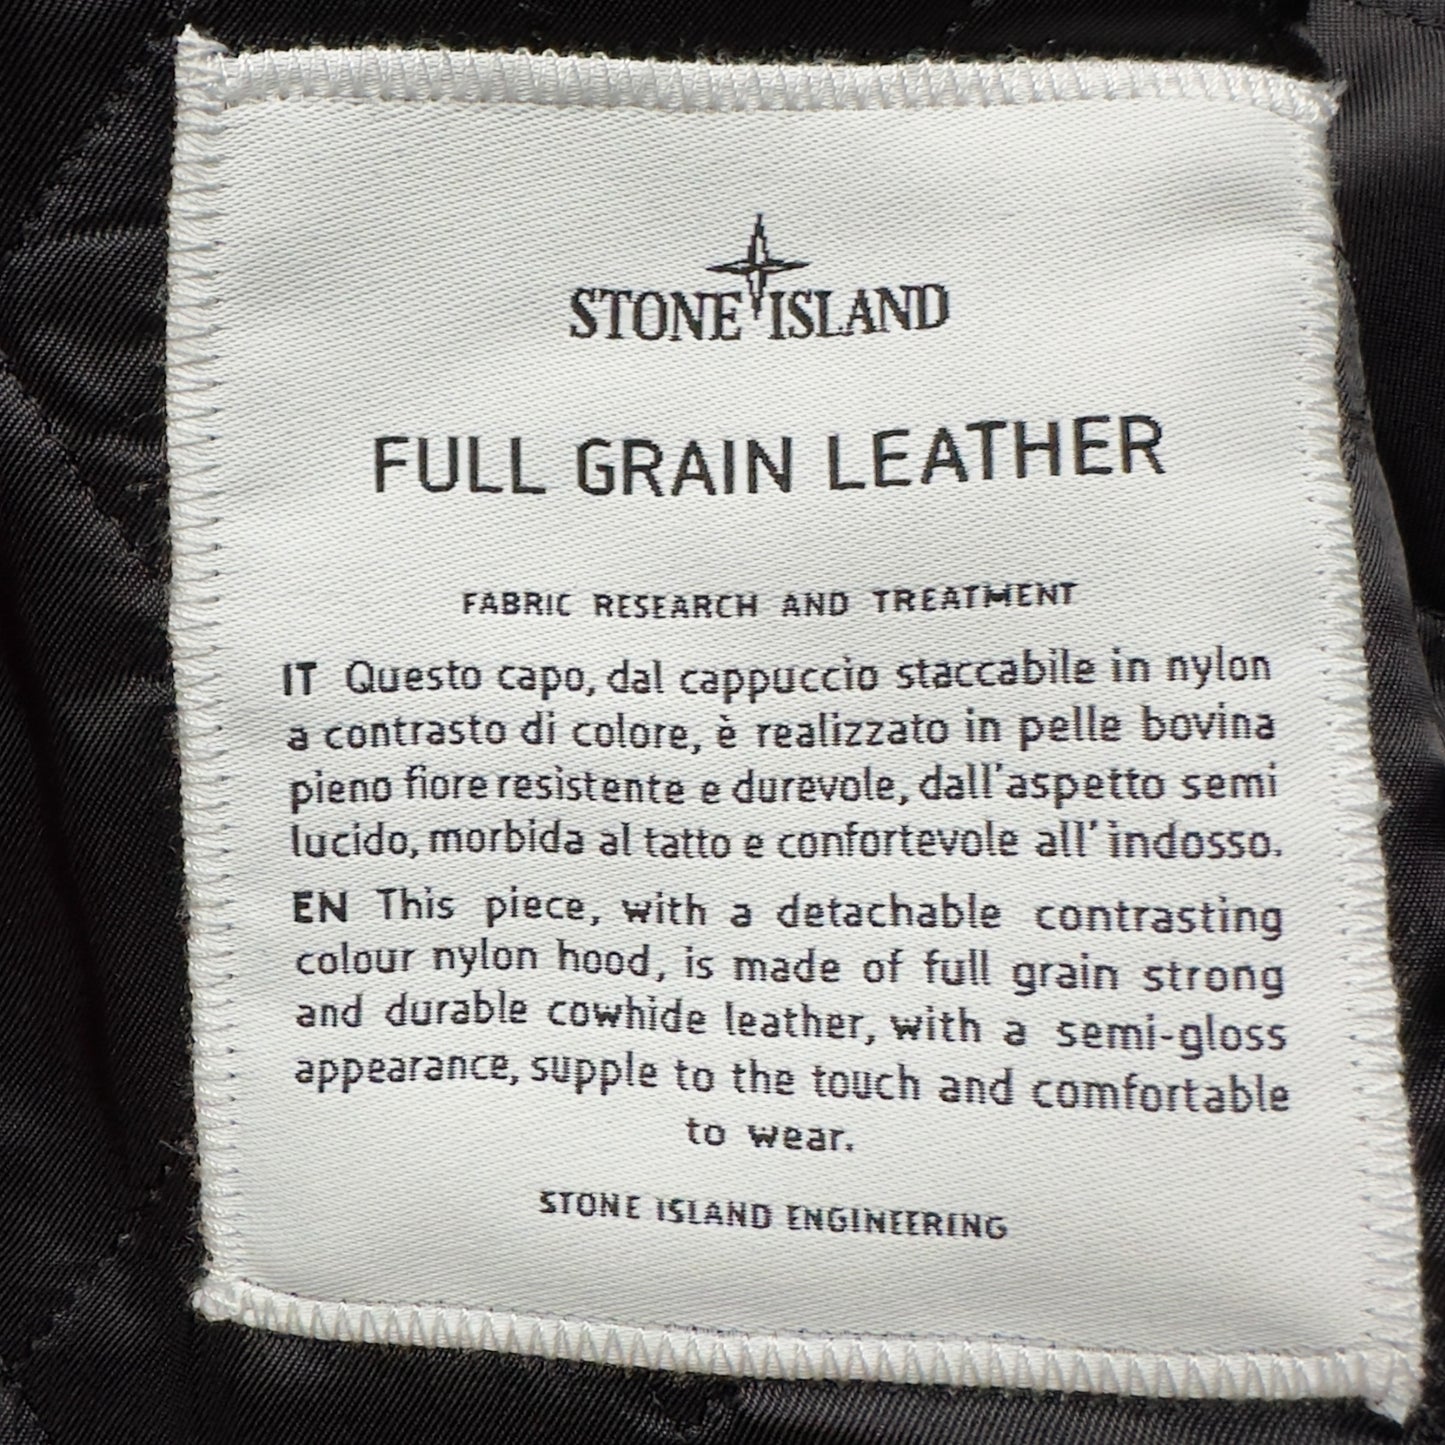 STONE ISLAND
FULL GRAIN LEATHER
FABRIC RESEARCH AND TREATMENT
IT Questo capo, dal cappuccio staccabile in nylon
a contrasto di colore, è realizzato in pelle bovina
pieno fiore resistente e durevole, dall'aspetto semi
lucido, morbida al tatto e confortevole all'indosso.
EN This piece, with a detachable contrasting
colour nylon hood, is made of full grain strong
and durable cowhide leather, with a semi-gloss
appearance, supple to the touch and comfortable
to wear.
STONE ISLAND ENGINEERING